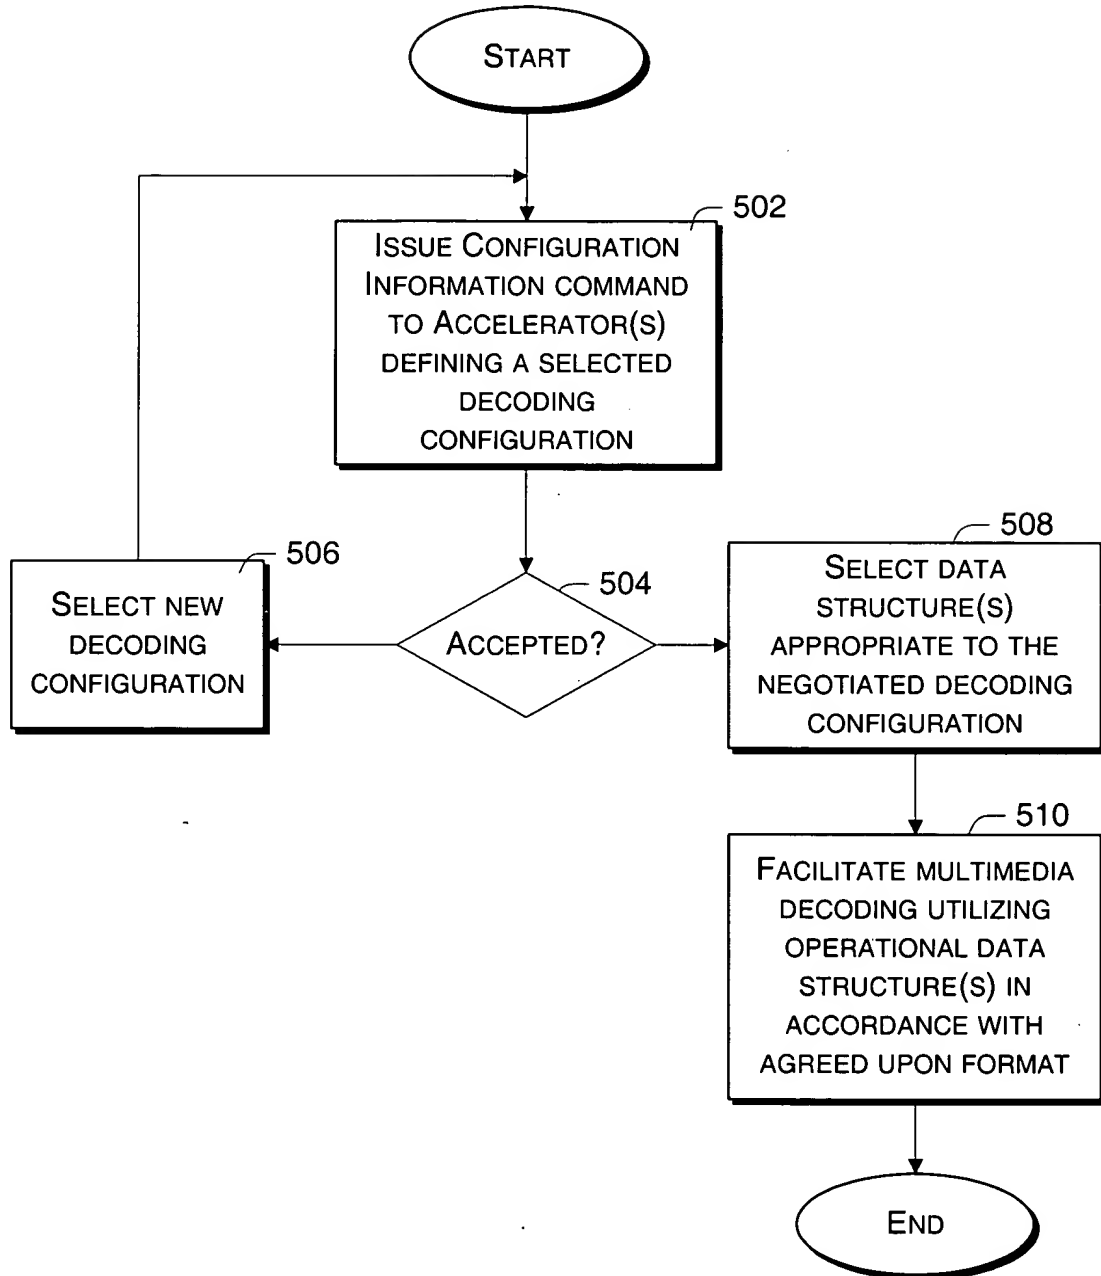 START
502
ISSUE CONFIGURATION
INFORMATION COMMAND
TO ACCELERATOR(S)
DEFINING A SELECTED
DECODING
CONFIGURATION
504
ACCEPTED?
506
SELECT NEW
DECODING
CONFIGURATION
508
SELECT DATA
STRUCTURE(S)
APPROPRIATE TO THE
NEGOTIATED DECODING
CONFIGURATION
510
FACILITATE MULTIMEDIA
DECODING UTILIZING
OPERATIONAL DATA
STRUCTURE(S) IN
ACCORDANCE WITH
AGREED UPON FORMAT
END